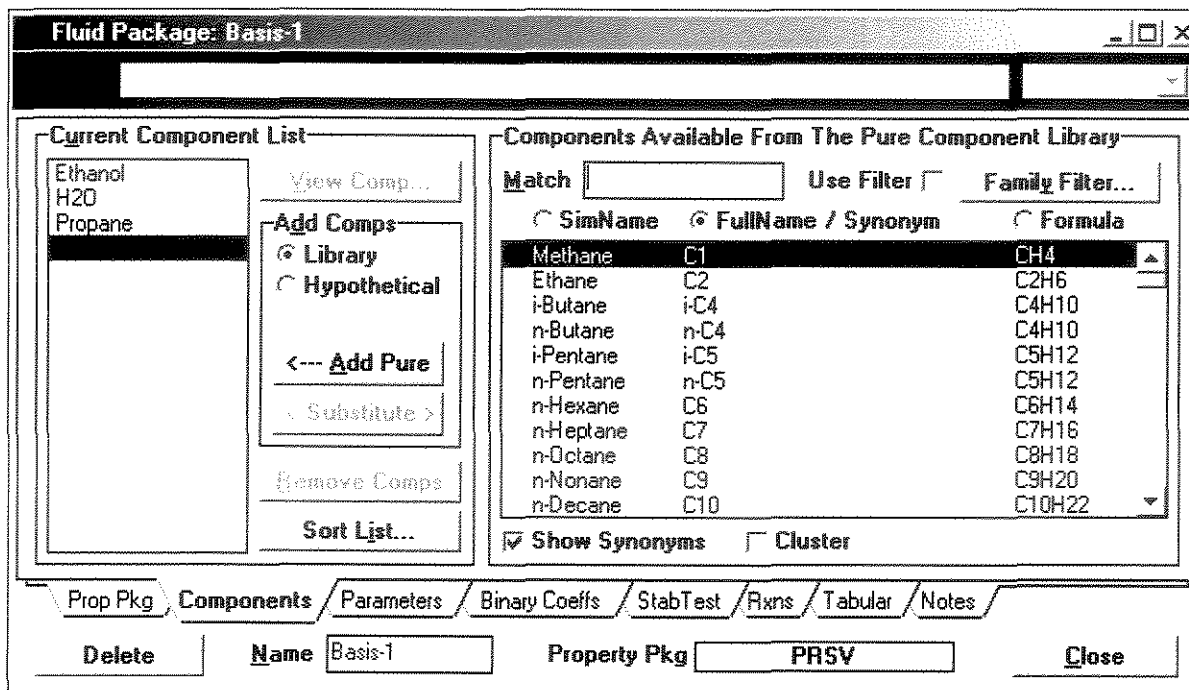 Fluid Package: Basis-1
Current Component List
Ethanol
H2O
Propane
View Comp...
Add Comps
Library
Hypothetical
<--- Add Pure
< Substitute >
Remove Comps
Sort List...
Components Available From The Pure Component Library
Match Use Filter Family Filter...
SimName FullName / Synonym Formula
Methane C1 CH4
Ethane C2 C2H6
i-Butane i-C4 C4H10
n-Butane n-C4 C4H10
i-Pentane i-C5 C5H12
n-Pentane n-C5 C5H12
n-Hexane C6 C6H14
n-Heptane C7 C7H16
n-Octane C8 C8H18
n-Nonane C9 C9H20
n-Decane C10 C10H22
Show Synonyms Cluster
Prop Pkg Components Parameters Binary Coeffs StabTest Rxns Tabular Notes
Delete Name Basis-1 Property Pkg PRSV Close